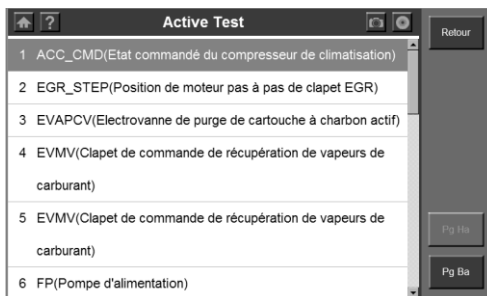 ? Active Test
Retour
1 ACC_CMD(Etat commandé du compresseur de climatisation)
2 EGR_STEP(Position de moteur pas à pas de clapet EGR)
3 EVAPCV(Electrovanne de purge de cartouche à charbon actif)
4 EVMV(Clapet de commande de récupération de vapeurs de
carburant)
5 EVMV(Clapet de commande de récupération de vapeurs de
carburant)
Pg Ha
6 FP(Pompe d'alimentation)
Pg Ba